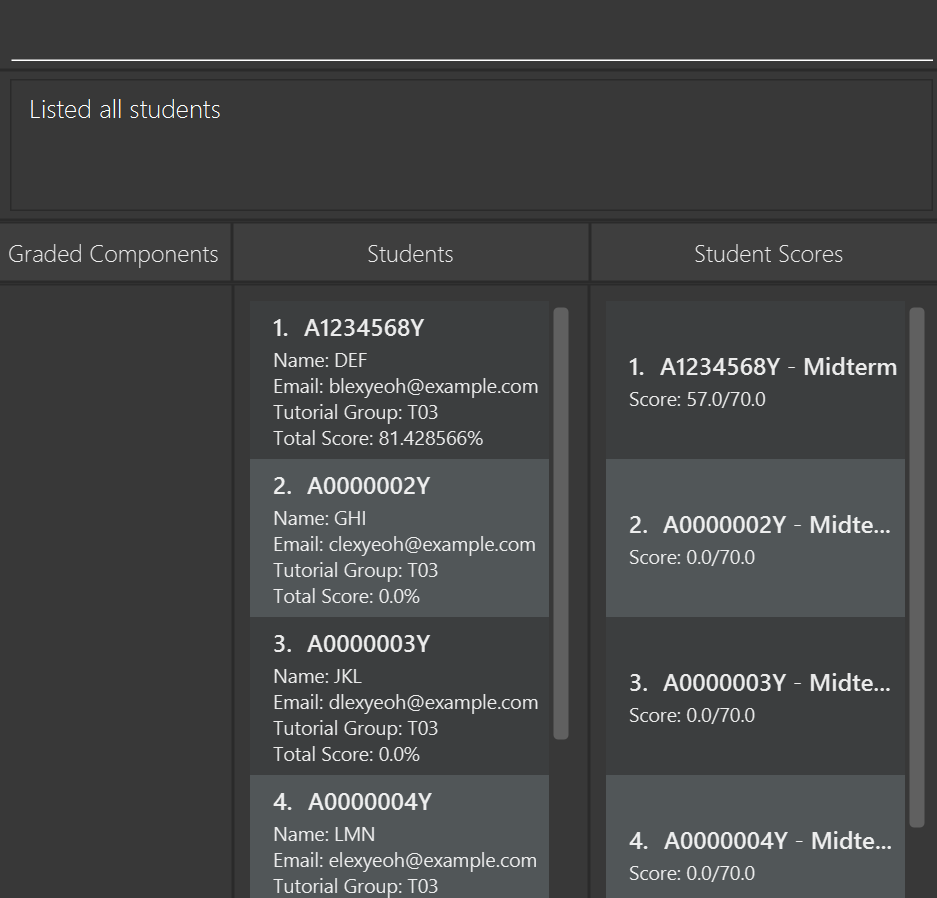 Listed all students
Graded Components
Students
Student Scores
1. A1234568Y
Name: DEF
Email: blexyeoh@example.com
Tutorial Group: T03
Total Score: 81.428566%
2. A0000002Y
Name: GHI
Email: clexyeoh@example.com
Tutorial Group: T03
Total Score: 0.0%
3. A0000003Y
Name: JKL
Email: dlexyeoh@example.com
Tutorial Group: T03
Total Score: 0.0%
4. A0000004Y
Name: LMN
Email: elexyeoh@example.com
Tutorial Group: T03
1. A1234568Y - Midterm
Score: 57.0/70.0
2. A0000002Y - Midte...
Score: 0.0/70.0
3. A0000003Y - Midte...
Score: 0.0/70.0
4. A0000004Y - Midte...
Score: 0.0/70.0